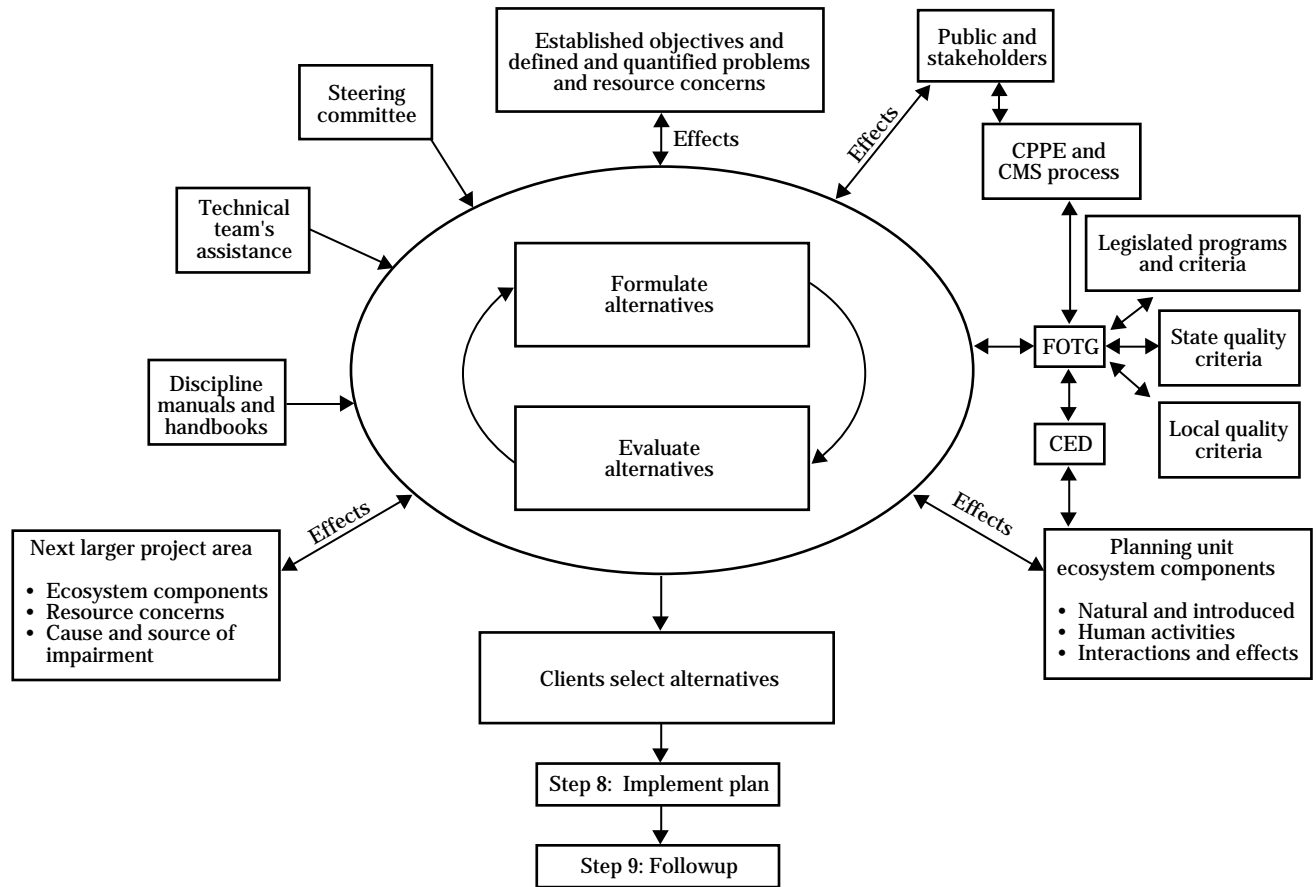 Established objectives and
defined and quantified problems
and resource concerns
Public and
stakeholders
Steering
committee
Effects
Effects
CPPE and
CMS process
Technical
team's
assistance
Legislated programs
and criteria
Formulate
alternatives
FOTG
State quality
criteria
Discipline
manuals and
handbooks
Evaluate
alternatives
CED
Local quality
criteria
Effects
Effects
Next larger project area
• Ecosystem components
• Resource concerns
• Cause and source of
impairment
Planning unit
ecosystem components
• Natural and introduced
• Human activities
• Interactions and effects
Clients select alternatives
Step 8: Implement plan
Step 9: Followup